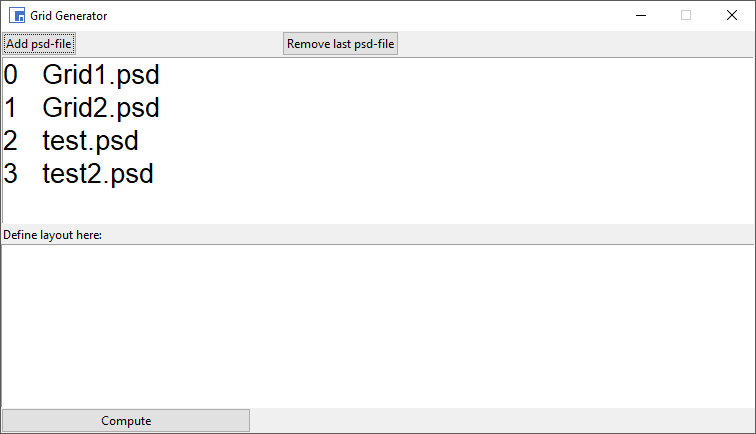 Grid Generator
Add psd-file Remove last psd-file
0 Grid1.psd
1 Grid2.psd
2 test.psd
3 test2.psd
Define layout here:
Compute